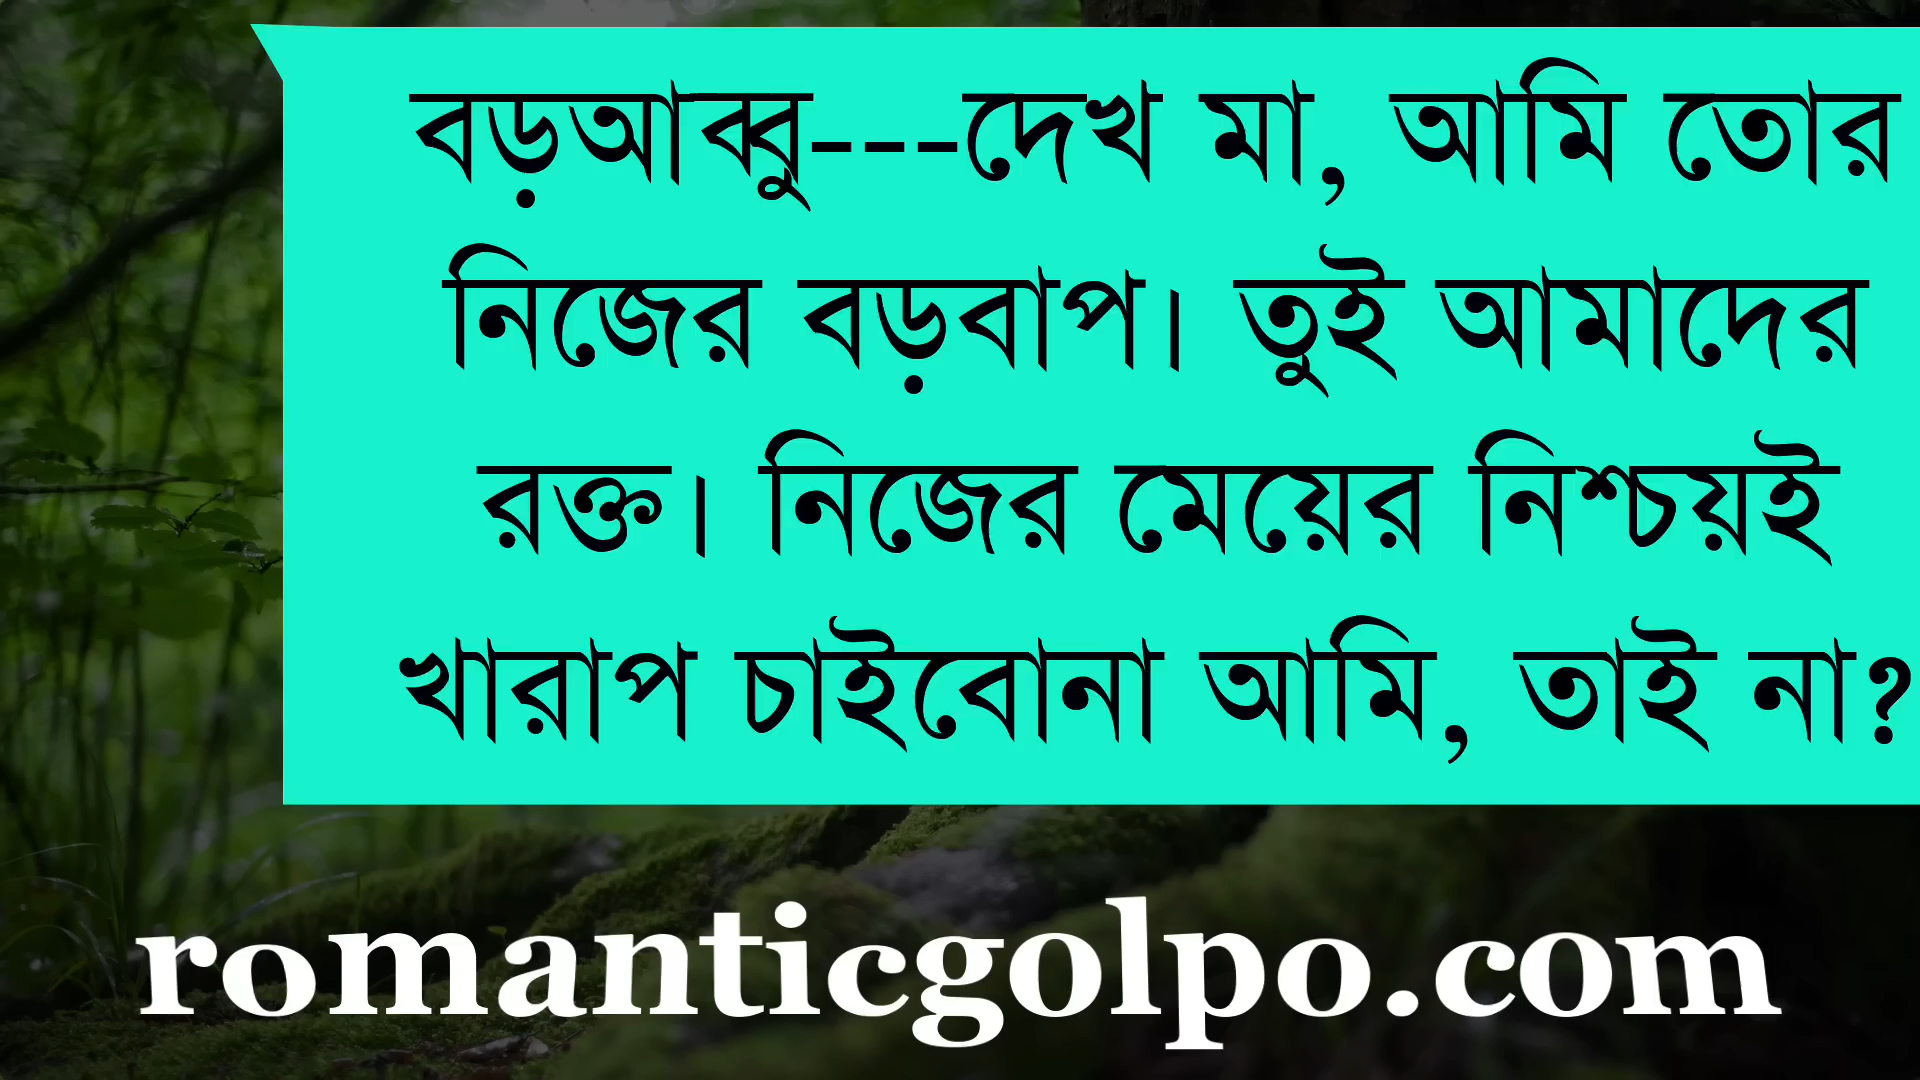 বড়আব্বু---দেখ মা, আমি তোর
নিজের বড়বাপ। তুই আমাদের
রক্ত। নিজের মেয়ের নিশ্চয়ই
খারাপ চাইবোনা আমি, তাই না?
romanticgolpo.com